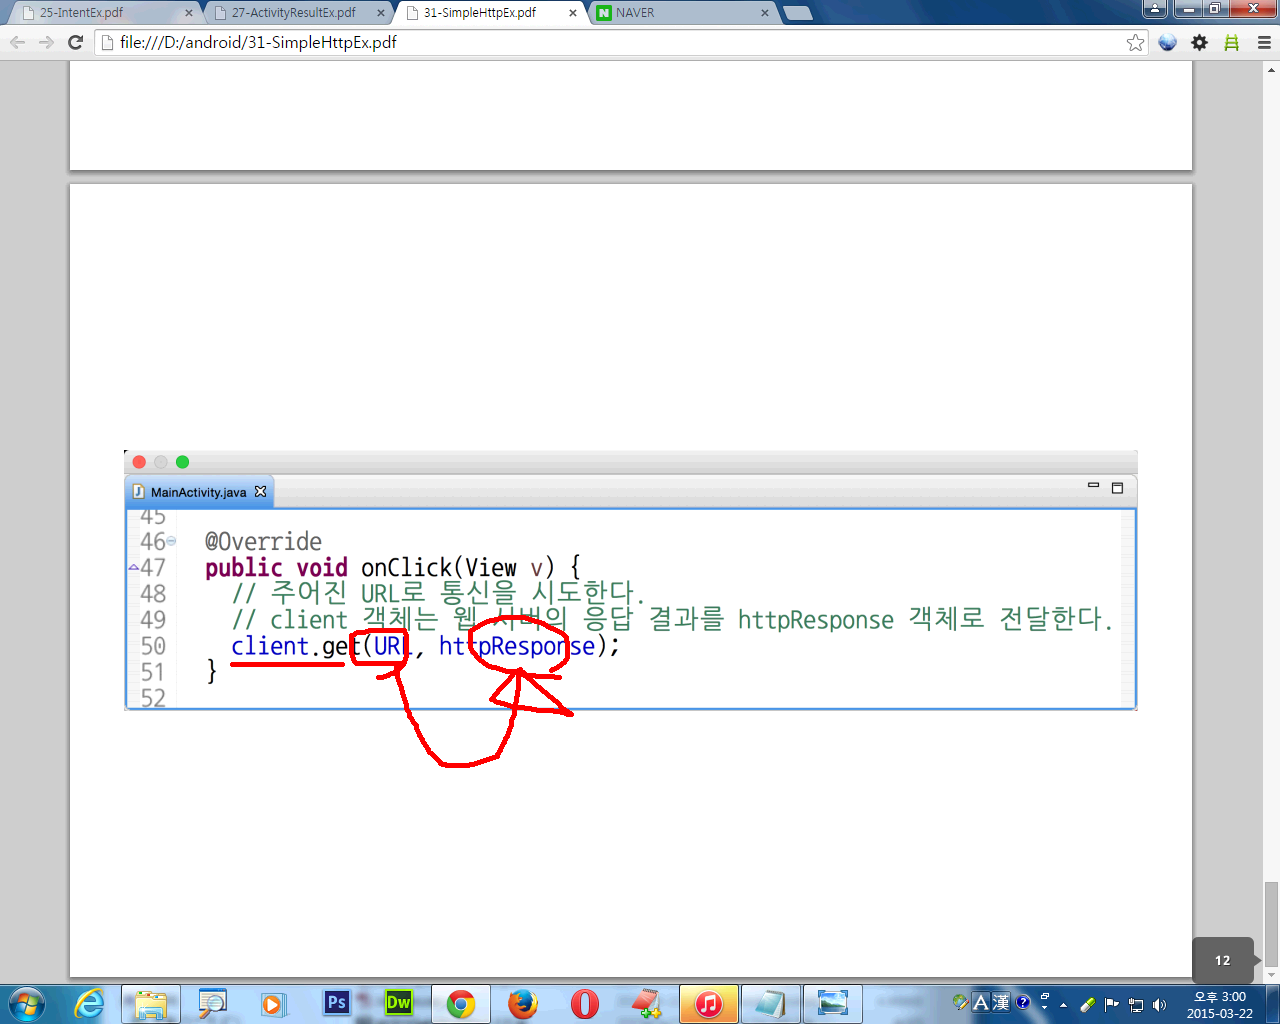 25-IntentEx.pdf
27-ActivityResultEx.pdf
31-SimpleHttpEx.pdf
N NAVER
file:///D:/android/31-SimpleHttpEx.pdf
J MainActivity.java
45
46 @Override
47 public void onClick(View v) {
48 // 주어진 URL로 통신을 시도한다.
49 // client 객체는 웹 서버의 응답 결과를 httpResponse 객체로 전달한다.
50 client.get(URL, httpResponse);
51 }
52
12
Ps
Dw
A 漢 ?
오후 3:00
2015-03-22